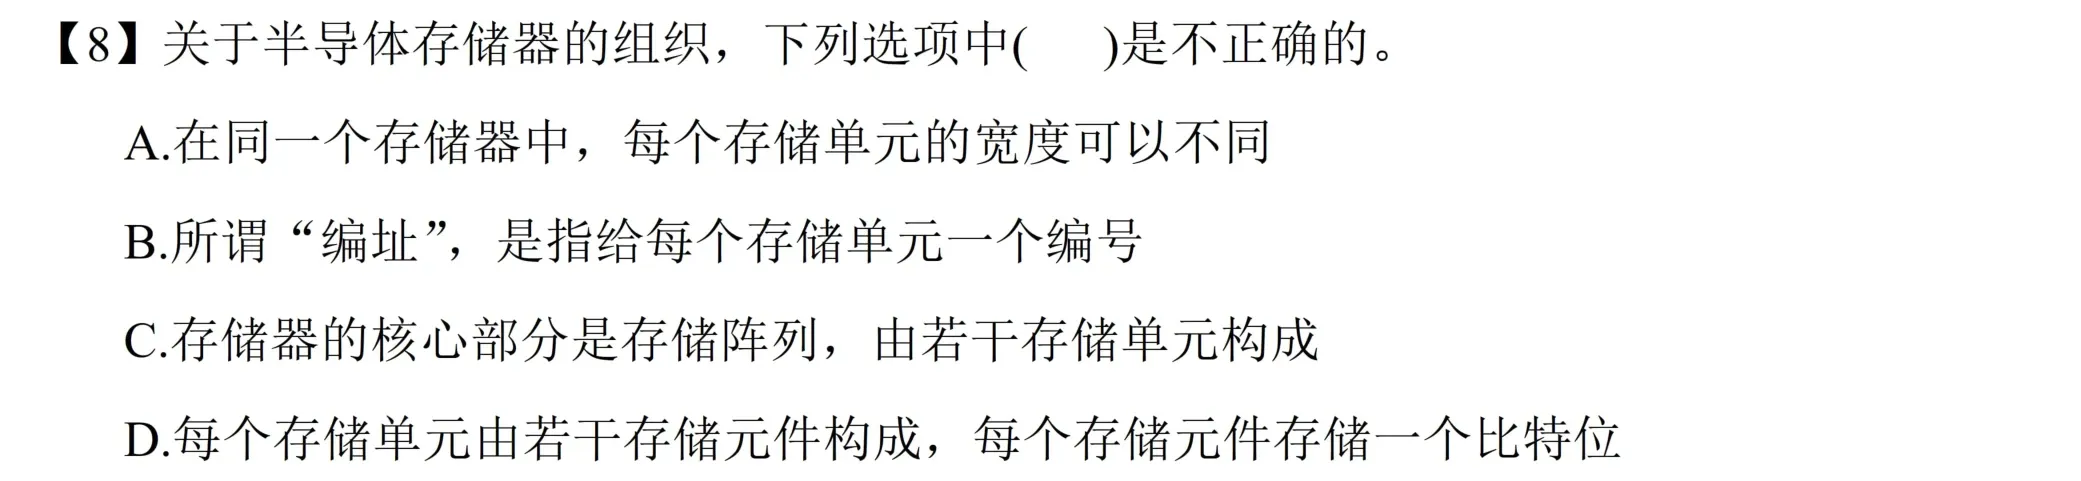 【8】关于半导体存储器的组织，下列选项中(    )是不正确的。
A.在同一个存储器中，每个存储单元的宽度可以不同
B.所谓“编址”，是指给每个存储单元一个编号
C.存储器的核心部分是存储阵列，由若干存储单元构成
D.每个存储单元由若干存储元件构成，每个存储元件存储一个比特位